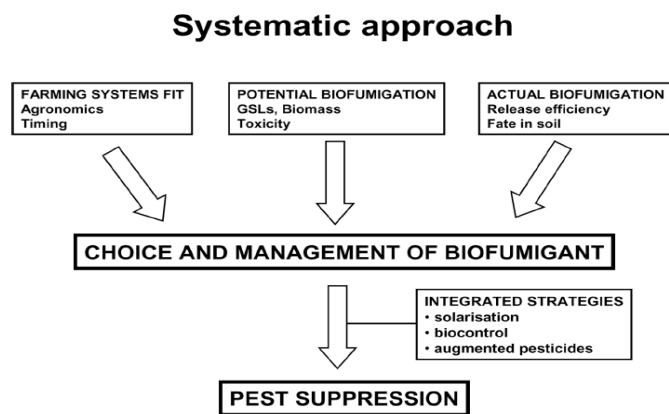 Systematic approach
FARMING SYSTEMS FIT
Agronomics
Timing
POTENTIAL BIOFUMIGATION
GSLs, Biomass
Toxicity
ACTUAL BIOFUMIGATION
Release efficiency
Fate in soil
CHOICE AND MANAGEMENT OF BIOFUMIGANT
INTEGRATED STRATEGIES
• solarisation
• biocontrol
• augmented pesticides
PEST SUPPRESSION